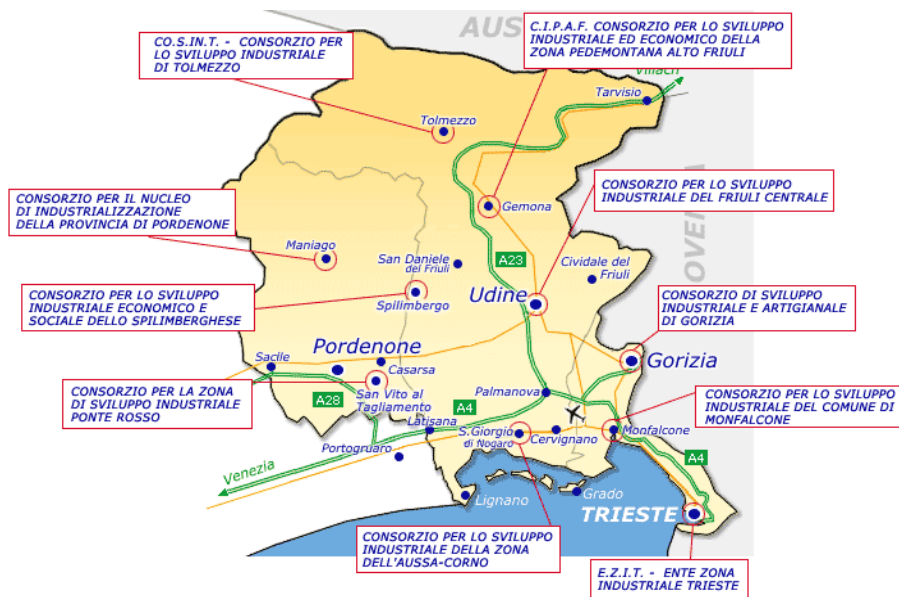 AUS
C.I.P.A.F. CONSORZIO PER LO SVILUPPO
INDUSTRIALE ED ECONOMICO DELLA
ZONA PEDEMONTANA ALTO FRIULI
CO.S.IN.T. - CONSORZIO PER
LO SVILUPPO INDUSTRIALE
DI TOLMEZZO
Villach
Tarvisio
Tolmezzo
OVENIA
CONSORZIO PER LO SVILUPPO
INDUSTRIALE DEL FRIULI CENTRALE
CONSORZIO PER IL NUCLEO
DI INDUSTRIALIZZAZIONE
DELLA PROVINCIA DI PORDENONE
Gemona
Maniago
San Daniele
del Friuli
A23
Cividale del
Friuli
CONSORZIO PER LO SVILUPPO
INDUSTRIALE ECONOMICO E
SOCIALE DELLO SPILIMBERGHESE
Spilimbergo
Udine
CONSORZIO DI SVILUPPO
INDUSTRIALE E ARTIGIANALE
DI GORIZIA
Pordenone
Sacile
Casarsa
Gorizia
CONSORZIO PER LA ZONA
DI SVILUPPO INDUSTRIALE
PONTE ROSSO
A28
San Vito al
Tagliamento
A4
Palmanova
CONSORZIO PER LO SVILUPPO
INDUSTRIALE DEL COMUNE DI
MONFALCONE
Latisana
S.Giorgio
di Nogaro
Cervignano
Monfalcone
Portogruaro
A4
Venezia
Lignano
Grado
TRIESTE
CONSORZIO PER LO SVILUPPO
INDUSTRIALE DELLA ZONA
DELL'AUSSA-CORNO
E.Z.I.T. - ENTE ZONA
INDUSTRIALE TRIESTE